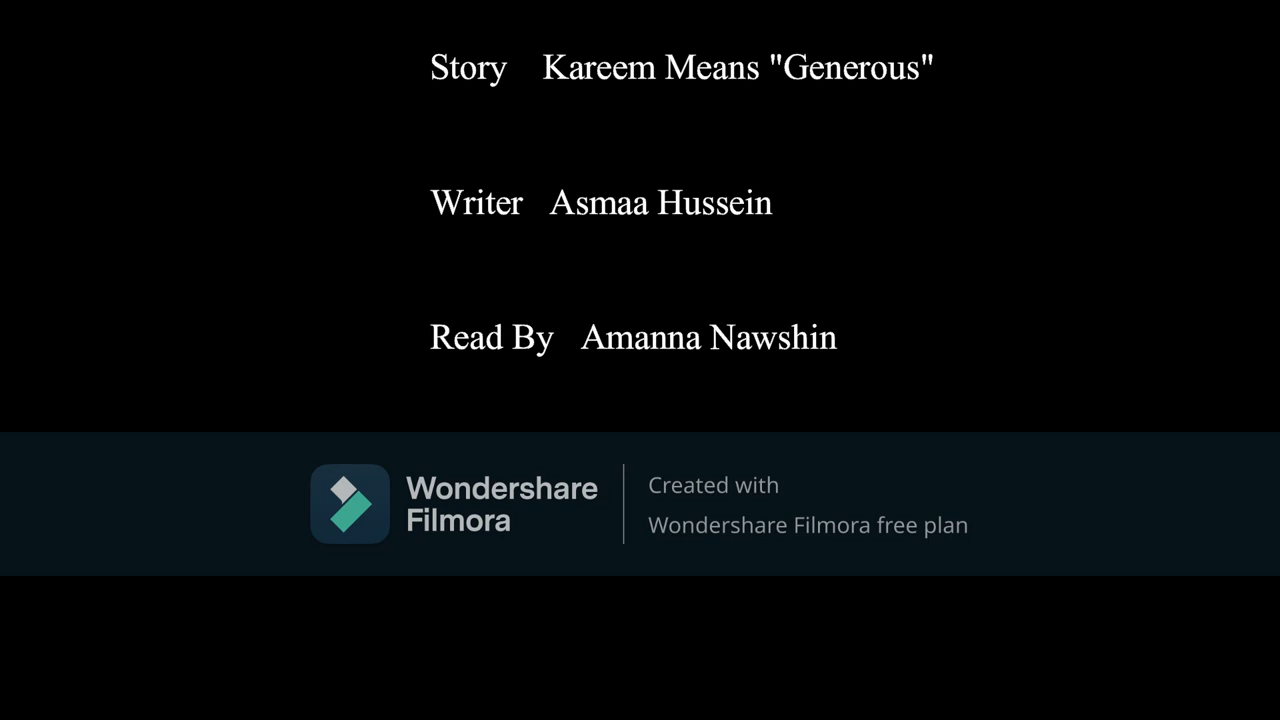 Story Kareem Means "Generous"
Writer Asmaa Hussein
Read By Amanna Nawshin
Wondershare
Filmora
Created with
Wondershare Filmora free plan